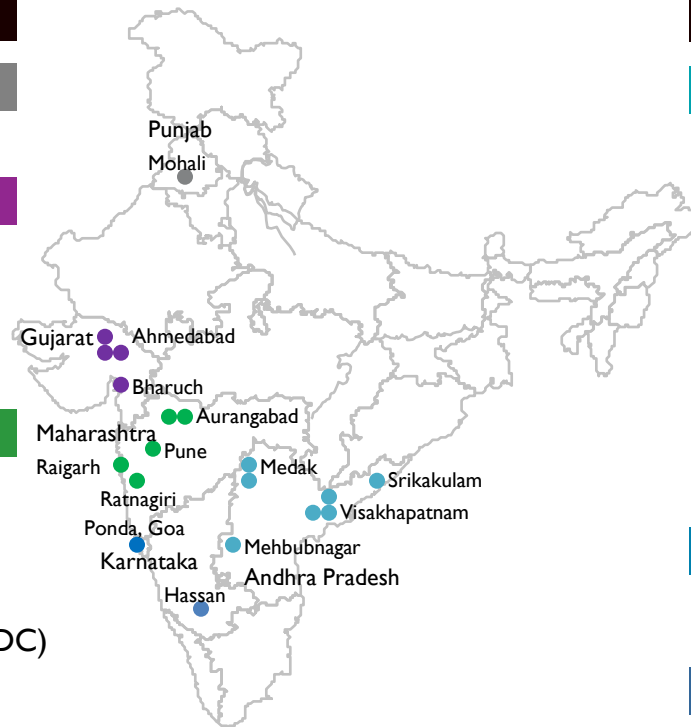 Punjab
Mohali
Gujarat
Ahmedabad
Bharuch
Aurangabad
Maharashtra
Pune
Raigarh
Medak
Srikakulam
Ratnagiri
Visakhapatnam
Ponda, Goa
Mehbubnagar
Karnataka
Andhra Pradesh
Hassan
DC)